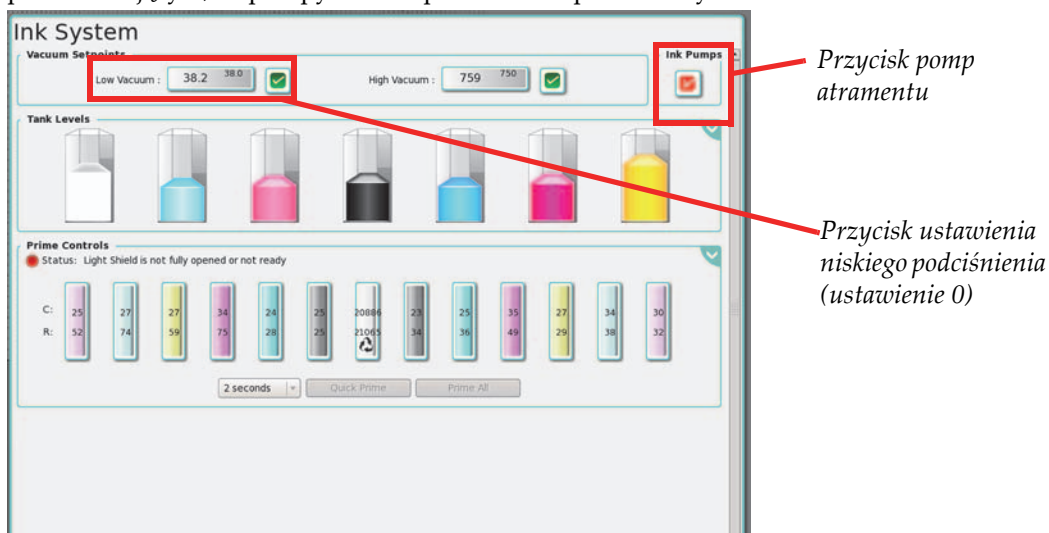 Ink System
Vacuum Setpoints
Ink Pumps
Low Vacuum : 38.2 38.0
High Vacuum : 759 750
Przycisk pomp
atramentu
Tank Levels
Przycisk ustawienia
niskiego podciśnienia
(ustawienie 0)
Prime Controls
Status: Light Shield is not fully opened or not ready
C: 25 27 27 34 24 25 20886 23 25 35 27 34 30
R: 52 74 59 75 28 25 21065 34 36 49 29 38 32
2 seconds Quick Prime Prime All